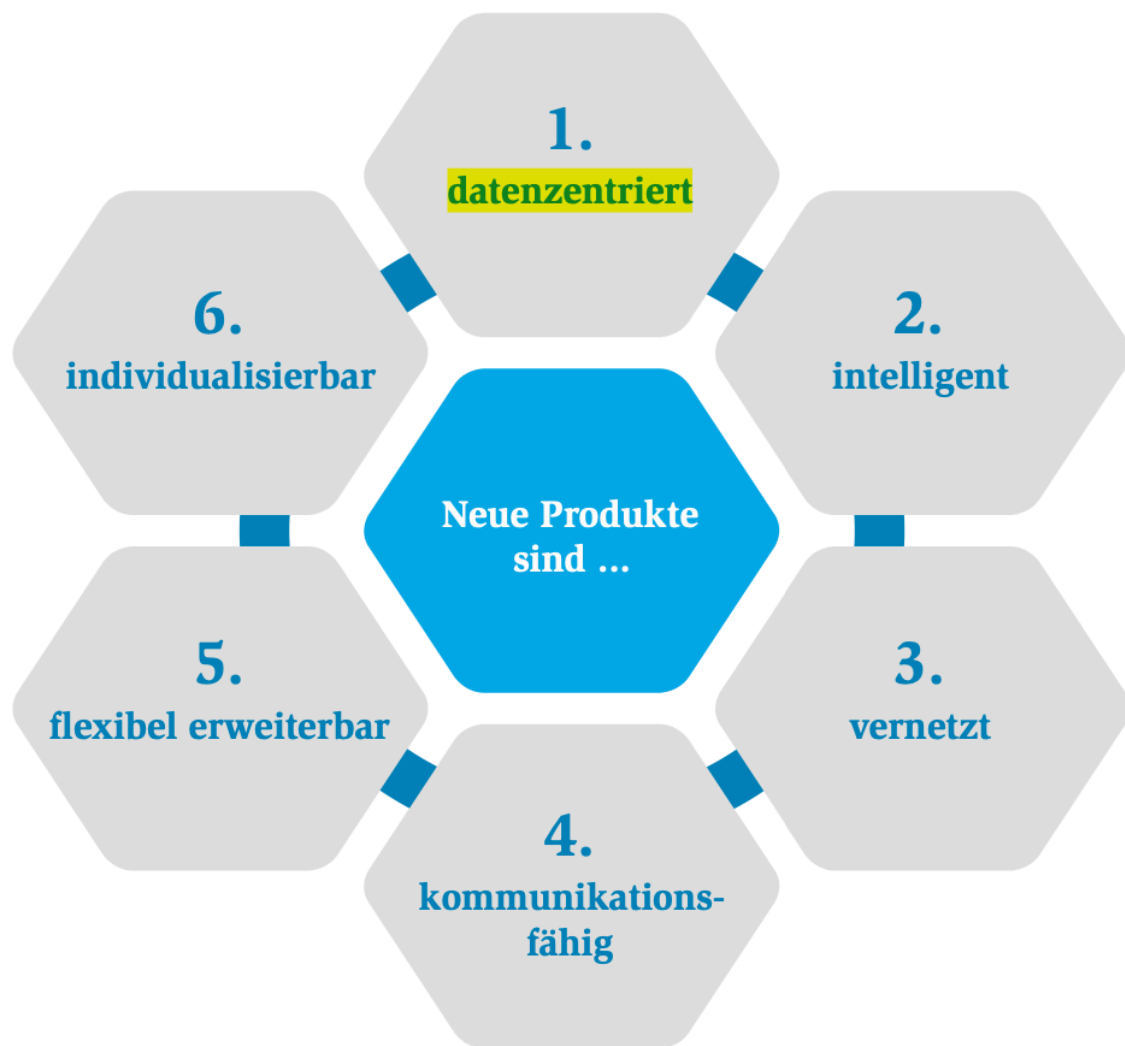 1.
datenzentriert
2.
intelligent
3.
vernetzt
4.
kommunikations-
fähig
5.
flexibel erweiterbar
6.
individualisierbar
Neue Produkte
sind ...